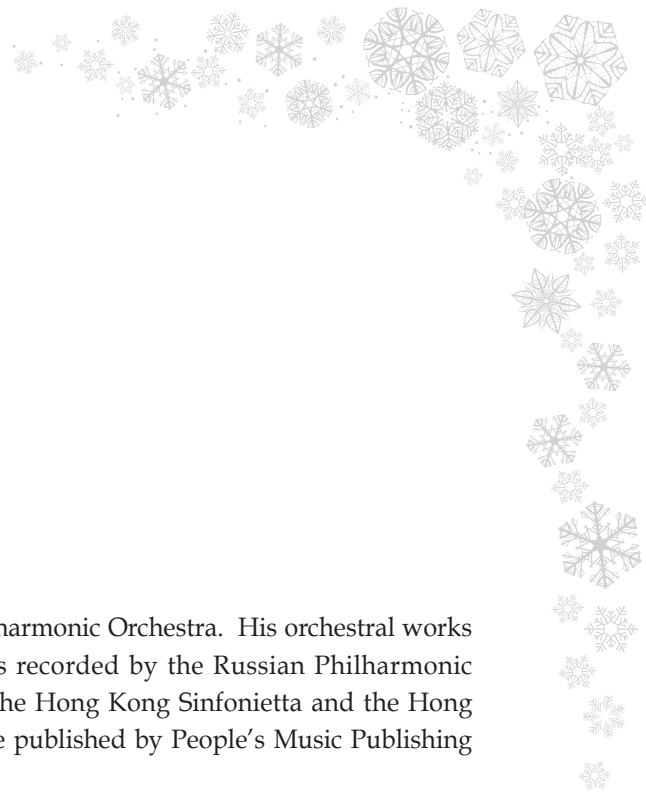 harmonic Orchestra. His orchestral works
s recorded by the Russian Philharmonic
he Hong Kong Sinfonietta and the Hong
e published by People’s Music Publishing